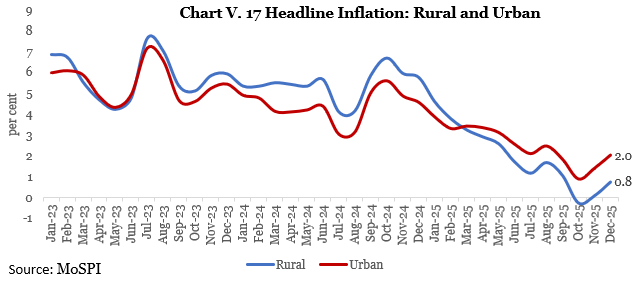 Chart V. 17 Headline Inflation: Rural and Urban
per cent
9
8
7
6
5
4
3
2
1
0
-1
2.0
0.8
Jan-23
Feb-23
Mar-23
Apr-23
May-23
Jun-23
Jul-23
Aug-23
Sep-23
Oct-23
Nov-23
Dec-23
Jan-24
Feb-24
Mar-24
Apr-24
May-24
Jun-24
Jul-24
Aug-24
Sep-24
Oct-24
Nov-24
Dec-24
Jan-25
Feb-25
Mar-25
Apr-25
May-25
Jun-25
Jul-25
Aug-25
Sep-25
Oct-25
Nov-25
Dec-25
Rural
Urban
Source: MoSPI